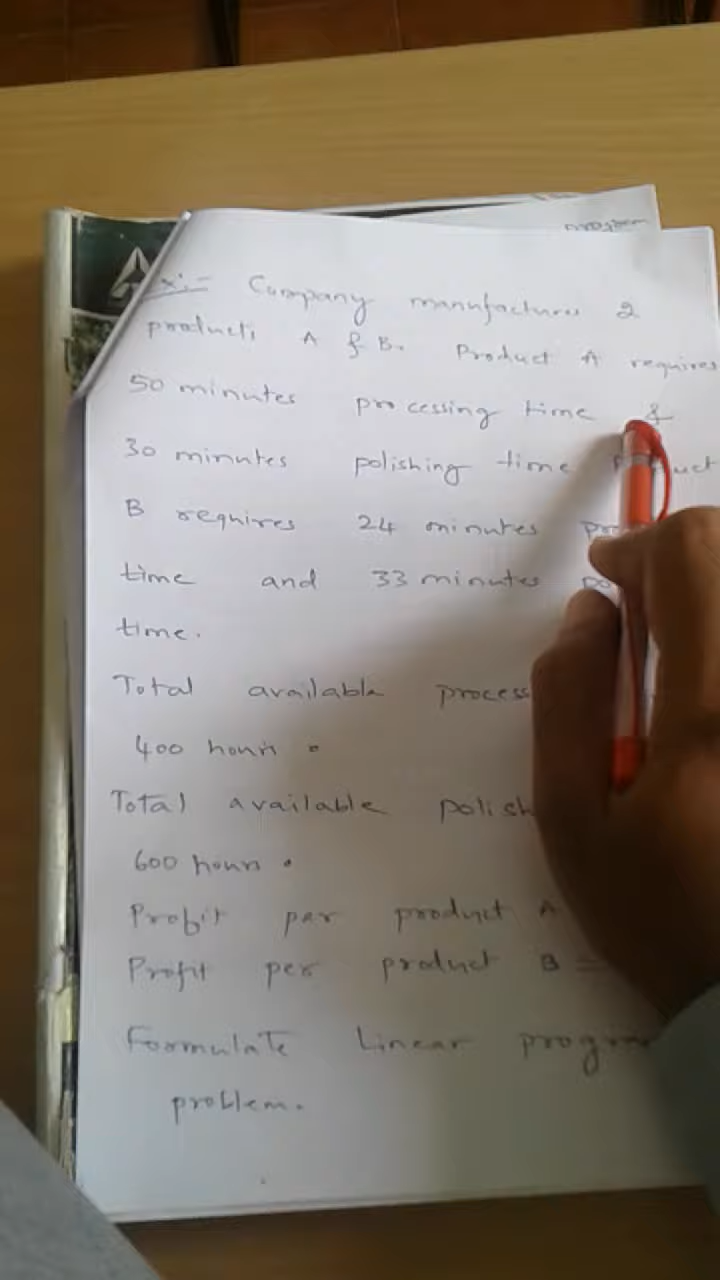 problem
Ex:- Company manufactures 2
products A & B. Product A requires
50 minutes processing time &
30 minutes polishing time
B requires 24 minutes
time and 33 minutes
time.
Total available
400 hours.
Total available
600 hours.
Profit per product A
Profit per product B =
Formulate Linear
problem.